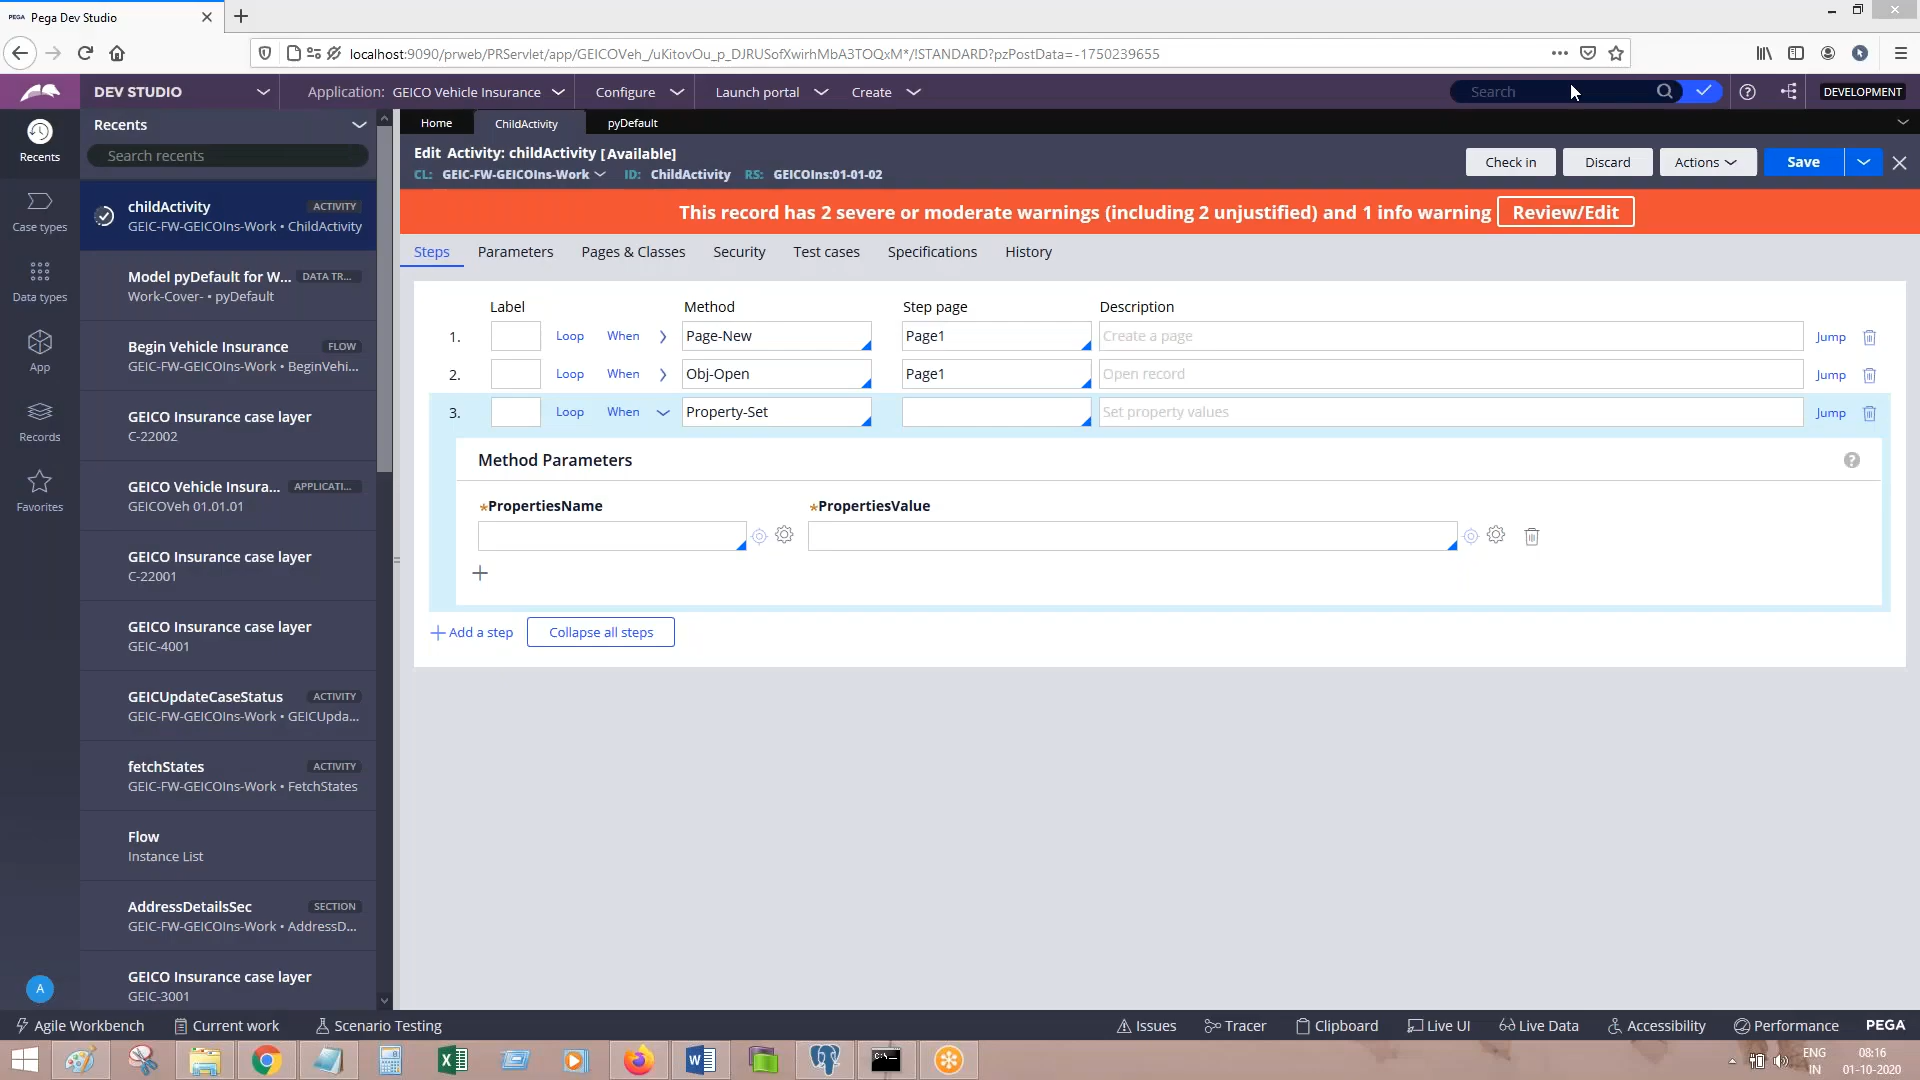 PEGA Pega Dev Studio
localhost:9090/prweb/PRServlet/app/GEICOVeh_/uKitovOu_p_DJRUSofXwirhMbA3TOQxM*/!STANDARD?pzPostData=-1750239655
DEV STUDIO
Application: GEICO Vehicle Insurance
Configure
Launch portal
Create
Search
DEVELOPMENT
Recents
Home
ChildActivity
pyDefault
Recents
Search recents
Edit Activity: childActivity [Available]
CL: GEIC-FW-GEICOIns-Work ID: ChildActivity RS: GEICOIns:01-01-02
Check in
Discard
Actions
Save
This record has 2 severe or moderate warnings (including 2 unjustified) and 1 info warning
Review/Edit
Case types
Data types
App
Records
Favorites
A
childActivity ACTIVITY
GEIC-FW-GEICOIns-Work • ChildActivity
Model pyDefault for W... DATA TR...
Work-Cover- • pyDefault
Begin Vehicle Insurance FLOW
GEIC-FW-GEICOIns-Work • BeginVehi...
GEICO Insurance case layer
C-22002
GEICO Vehicle Insura... APPLICATI...
GEICOVeh 01.01.01
GEICO Insurance case layer
C-22001
GEICO Insurance case layer
GEIC-4001
GEICUpdateCaseStatus ACTIVITY
GEIC-FW-GEICOIns-Work • GEICUpda...
fetchStates ACTIVITY
GEIC-FW-GEICOIns-Work • FetchStates
Flow
Instance List
AddressDetailsSec SECTION
GEIC-FW-GEICOIns-Work • AddressD...
GEICO Insurance case layer
GEIC-3001
Steps Parameters Pages & Classes Security Test cases Specifications History
Label Method Step page Description
1. Loop When Page-New Page1 Create a page Jump
2. Loop When Obj-Open Page1 Open record Jump
3. Loop When Property-Set Set property values Jump
Method Parameters
*PropertiesName *PropertiesValue
Add a step
Collapse all steps
Agile Workbench Current work Scenario Testing Issues Tracer Clipboard Live UI Live Data Accessibility Performance PEGA
ENG
IN
08:16
01-10-2020